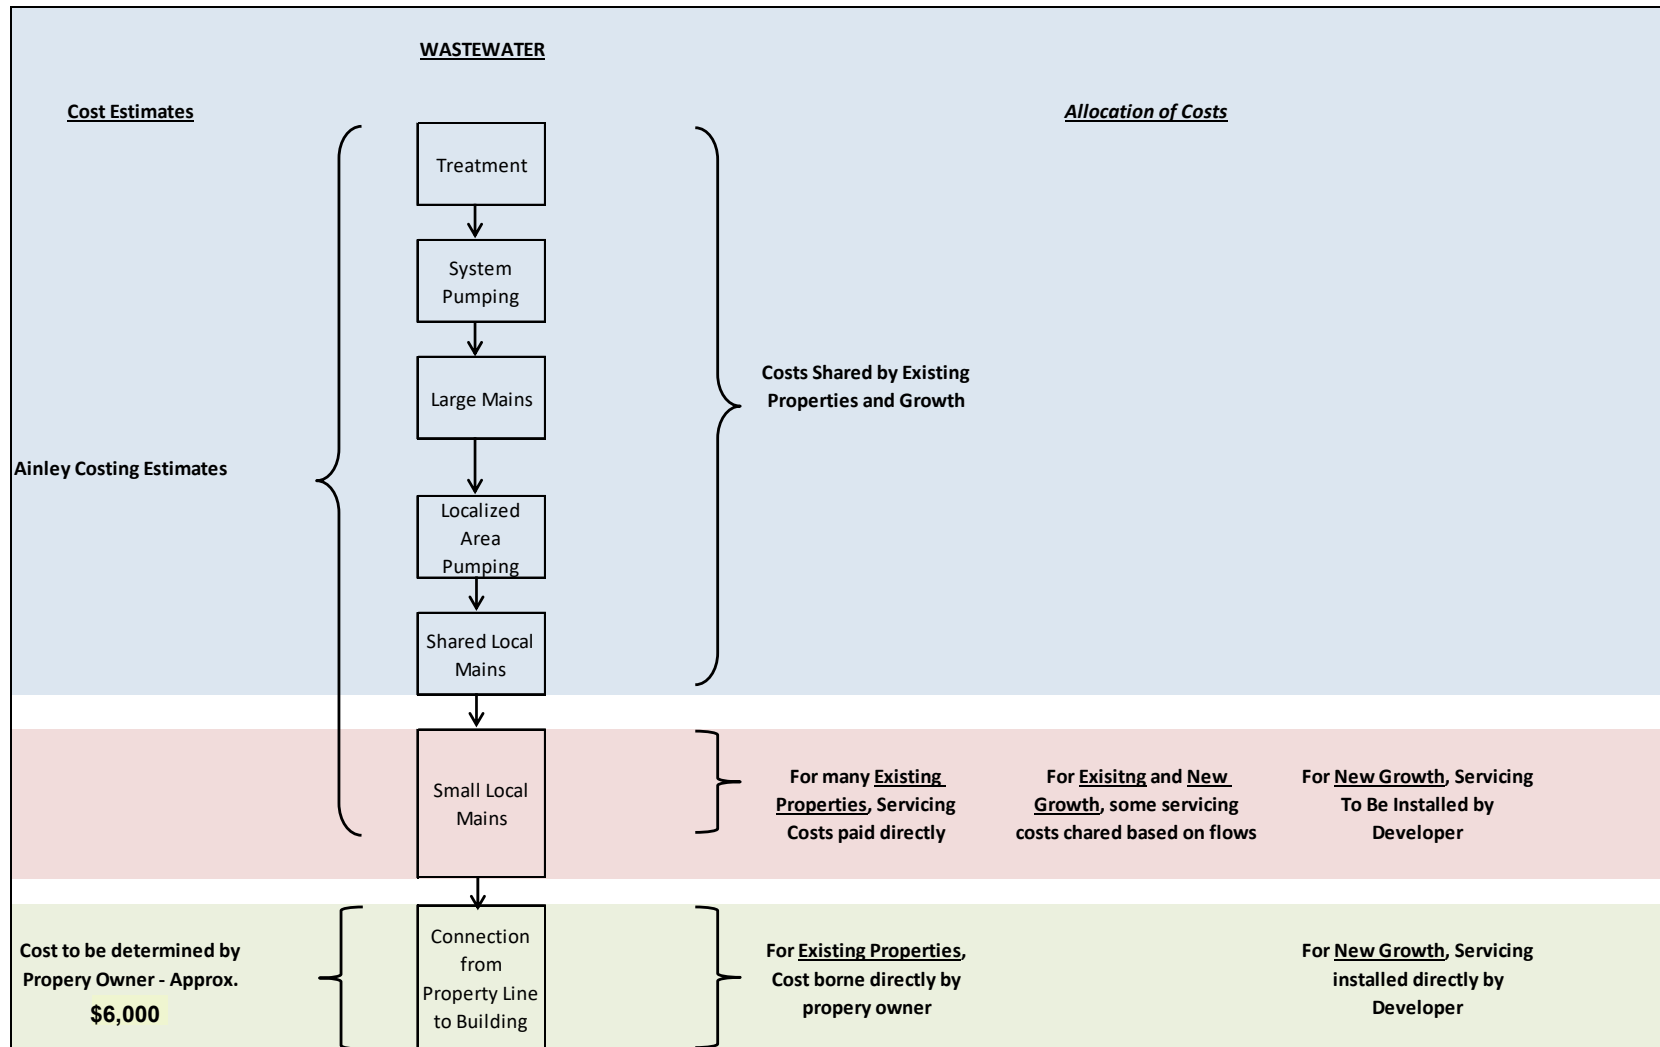 WASTEWATER
Cost Estimates
Allocation of Costs
Treatment
System
Pumping
Large Mains
Costs Shared by Existing
Properties and Growth
Ainley Costing Estimates
Localized
Area
Pumping
Shared Local
Mains
Small Local
Mains
For many Existing
Properties, Servicing
Costs paid directly
For Exisitng and New
Growth, some servicing
costs chared based on flows
For New Growth, Servicing
To Be Installed by
Developer
Cost to be determined by
Propery Owner - Approx.
$6,000
Connection
from
Property Line
to Building
For Existing Properties,
Cost borne directly by
propery owner
For New Growth, Servicing
installed directly by
Developer